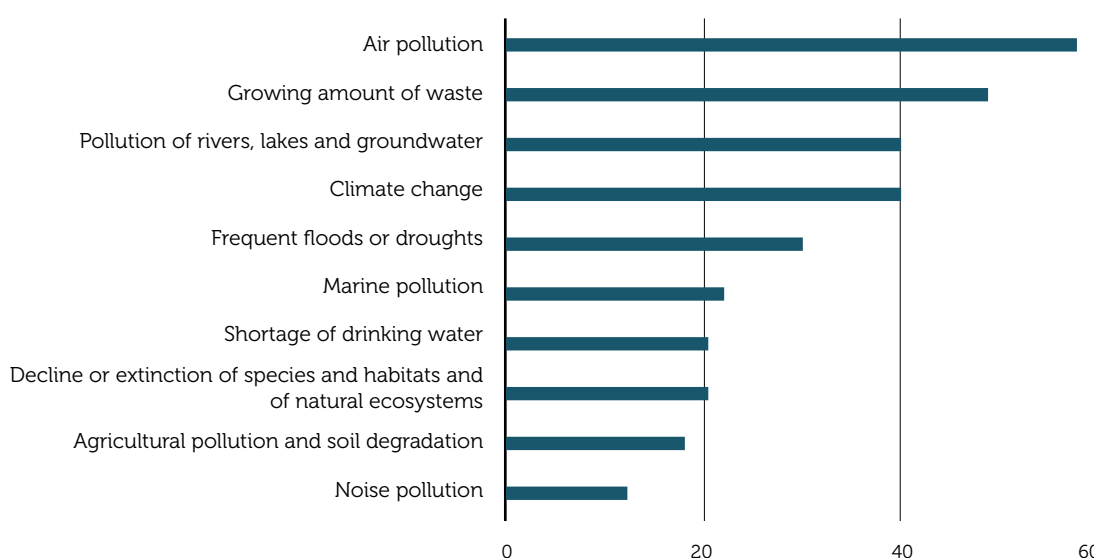 Air pollution
Growing amount of waste
Pollution of rivers, lakes and groundwater
Climate change
Frequent floods or droughts
Marine pollution
Shortage of drinking water
Decline or extinction of species and habitats and
of natural ecosystems
Agricultural pollution and soil degradation
Noise pollution
0 20 40 60